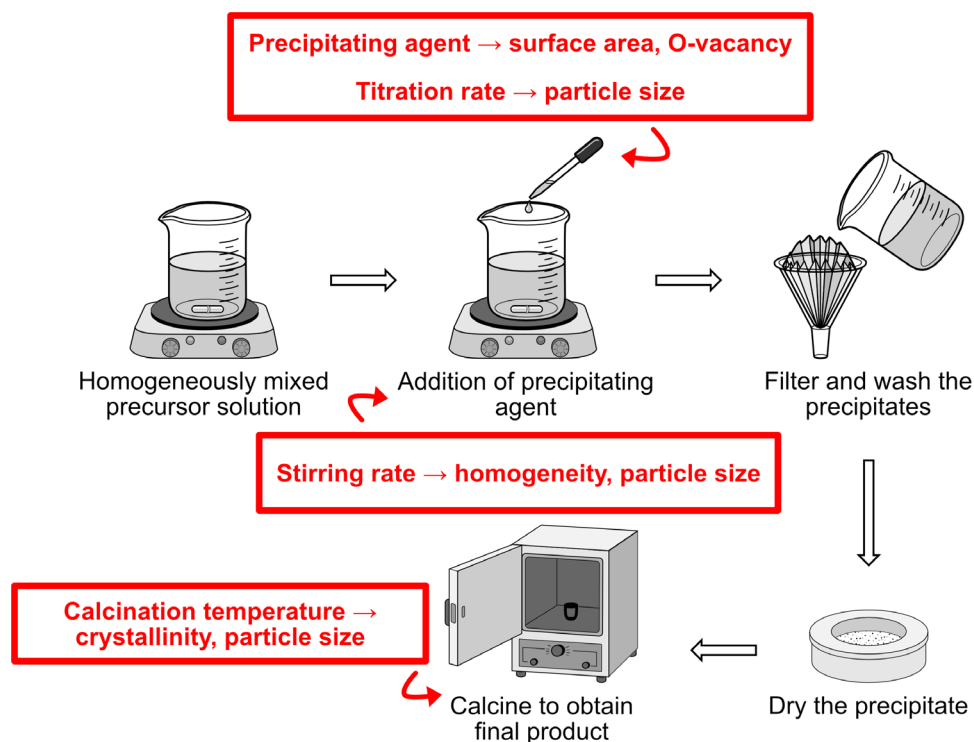 Precipitating agent → surface area, O-vacancy
Titration rate → particle size
Homogeneously mixed
precursor solution
Addition of precipitating
agent
Filter and wash the
precipitates
Stirring rate → homogeneity, particle size
Calcination temperature →
crystallinity, particle size
Calcine to obtain
final product
Dry the precipitate